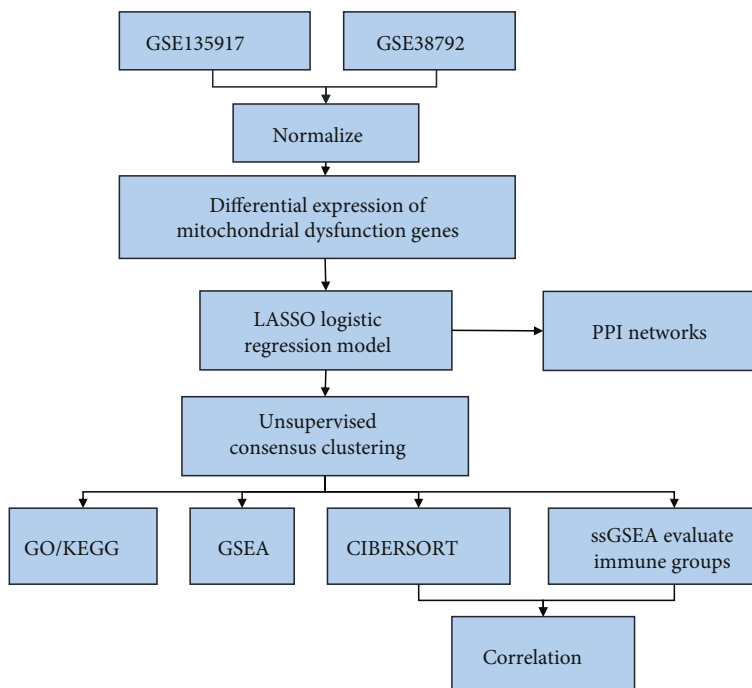 GSE135917
GSE38792
Normalize
Differential expression of
mitochondrial dysfunction genes
LASSO logistic
regression model
PPI networks
Unsupervised
consensus clustering
GO/KEGG
GSEA
CIBERSORT
ssGSEA evaluate
immune groups
Correlation